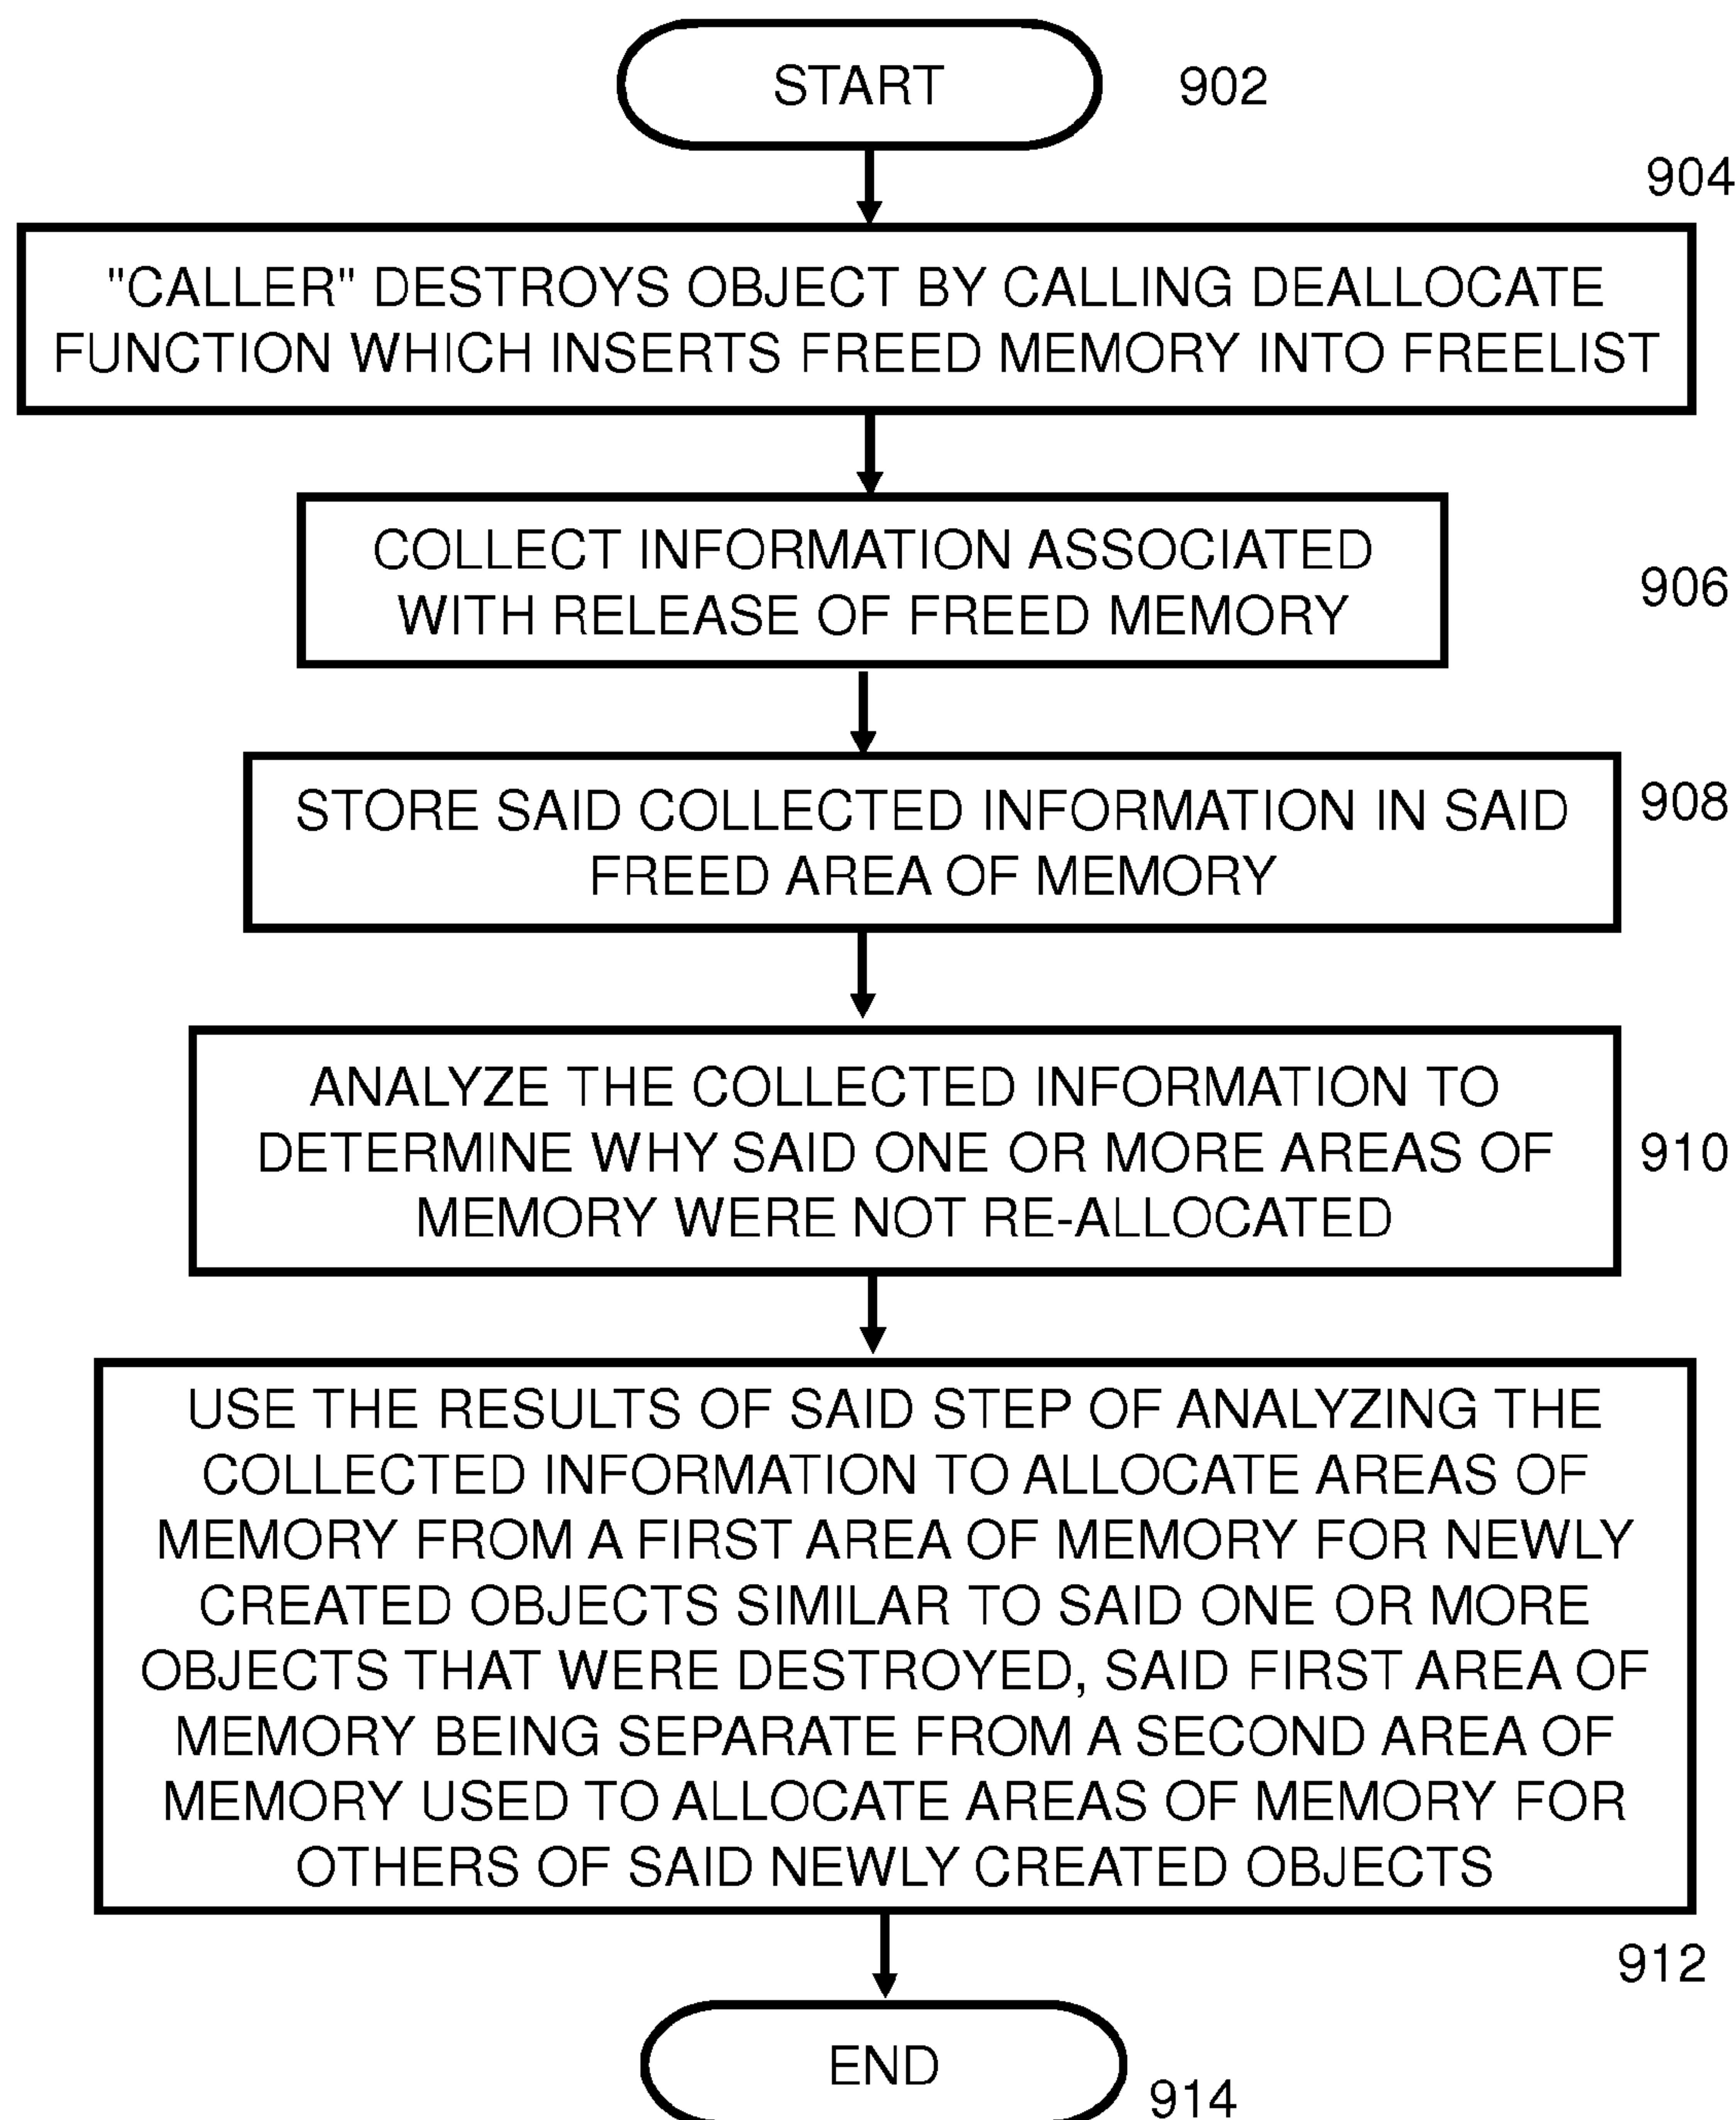 START
902
904
"CALLER" DESTROYS OBJECT BY CALLING DEALLOCATE
FUNCTION WHICH INSERTS FREED MEMORY INTO FREELIST
COLLECT INFORMATION ASSOCIATED
WITH RELEASE OF FREED MEMORY
906
STORE SAID COLLECTED INFORMATION IN SAID
FREED AREA OF MEMORY
908
ANALYZE THE COLLECTED INFORMATION TO
DETERMINE WHY SAID ONE OR MORE AREAS OF
MEMORY WERE NOT RE-ALLOCATED
910
USE THE RESULTS OF SAID STEP OF ANALYZING THE
COLLECTED INFORMATION TO ALLOCATE AREAS OF
MEMORY FROM A FIRST AREA OF MEMORY FOR NEWLY
CREATED OBJECTS SIMILAR TO SAID ONE OR MORE
OBJECTS THAT WERE DESTROYED, SAID FIRST AREA OF
MEMORY BEING SEPARATE FROM A SECOND AREA OF
MEMORY USED TO ALLOCATE AREAS OF MEMORY FOR
OTHERS OF SAID NEWLY CREATED OBJECTS
912
END
914